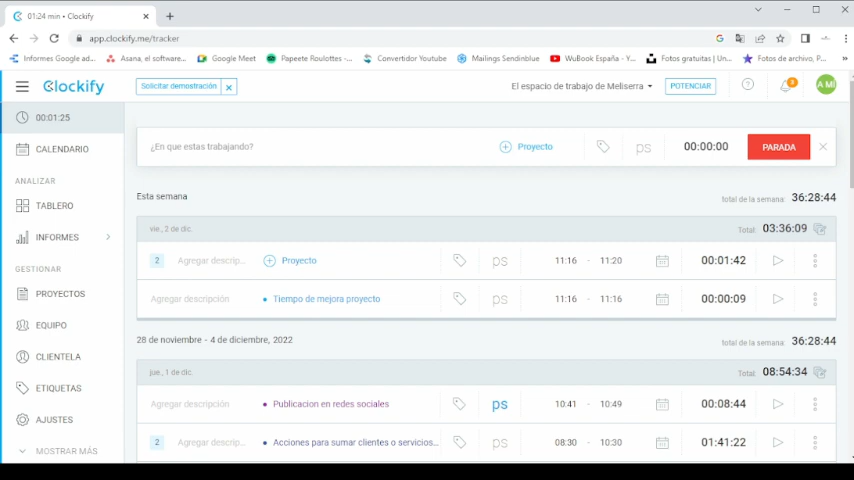 01:24 min • Clockify
app.clockify.me/tracker
Informes Google ad...
Asana, el software...
Google Meet
Papeete Roulottes -...
Convertidor Youtube
Mailings Sendinblue
WuBook España - Y...
Fotos gratuitas | Un...
Fotos de archivo, P...
»
Clockify
Solicitar demostración
El espacio de trabajo de Meliserra
POTENCIAR
3
A MI
00:01:25
CALENDARIO
ANALIZAR
TABLERO
INFORMES
GESTIONAR
PROYECTOS
EQUIPO
CLIENTELA
ETIQUETAS
AJUSTES
MOSTRAR MÁS
¿En que estas trabajando?
Proyecto
ps
00:00:00
PARADA
Esta semana
total de la semana: 36:28:44
vie., 2 de dic.
Total: 03:36:09
2 Agregar descrip... Proyecto ps 11:16 - 11:20 00:01:42
Agregar descripción • Tiempo de mejora proyecto ps 11:16 - 11:16 00:00:09
28 de noviembre - 4 de diciembre, 2022
total de la semana: 36:28:44
jue., 1 de dic.
Total: 08:54:34
Agregar descripción • Publicacion en redes sociales ps 10:41 - 10:49 00:08:44
2 Agregar descrip... • Acciones para sumar clientes o servicios... ps 08:30 - 10:30 01:41:22